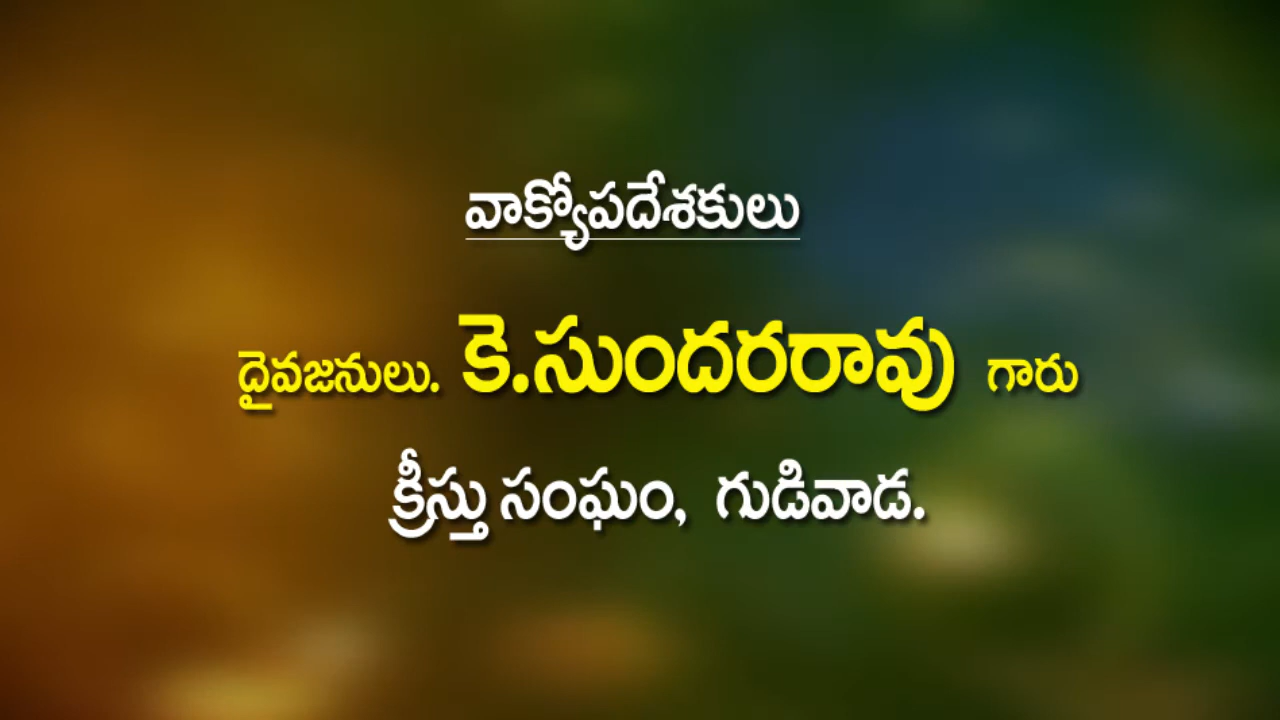 వాక్యోపదేశకులు
దైవజనులు. కె.సుందరరావు గారు
క్రీస్తు సంఘం, గుడివాడ.